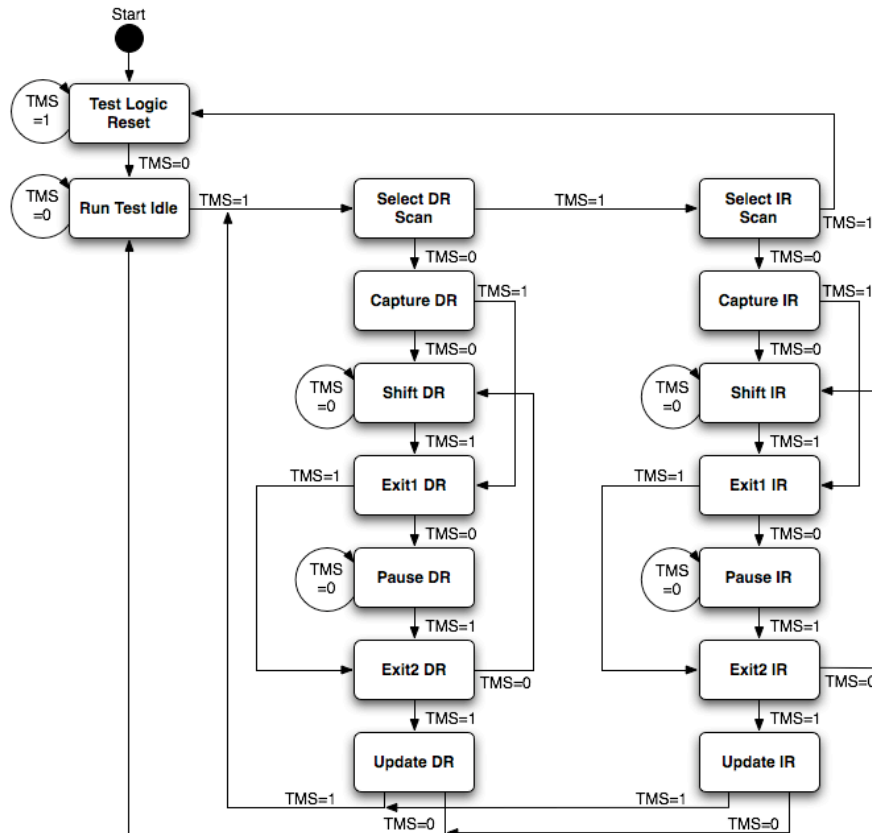 Start
TMS
=1
Test Logic
Reset
TMS=0
TMS
=0
Run Test Idle
TMS=1
Select DR
Scan
TMS=1
Select IR
Scan
TMS=1
TMS=0
TMS=0
Capture DR
TMS=1
Capture IR
TMS=1
TMS=0
TMS=0
TMS
=0
Shift DR
TMS
=0
Shift IR
TMS=1
TMS=1
TMS=1
Exit1 DR
TMS=1
Exit1 IR
TMS=0
TMS=0
TMS
=0
Pause DR
TMS
=0
Pause IR
TMS=1
TMS=1
Exit2 DR
TMS=0
Exit2 IR
TMS=0
TMS=1
TMS=1
Update DR
Update IR
TMS=1
TMS=1
TMS=0
TMS=0